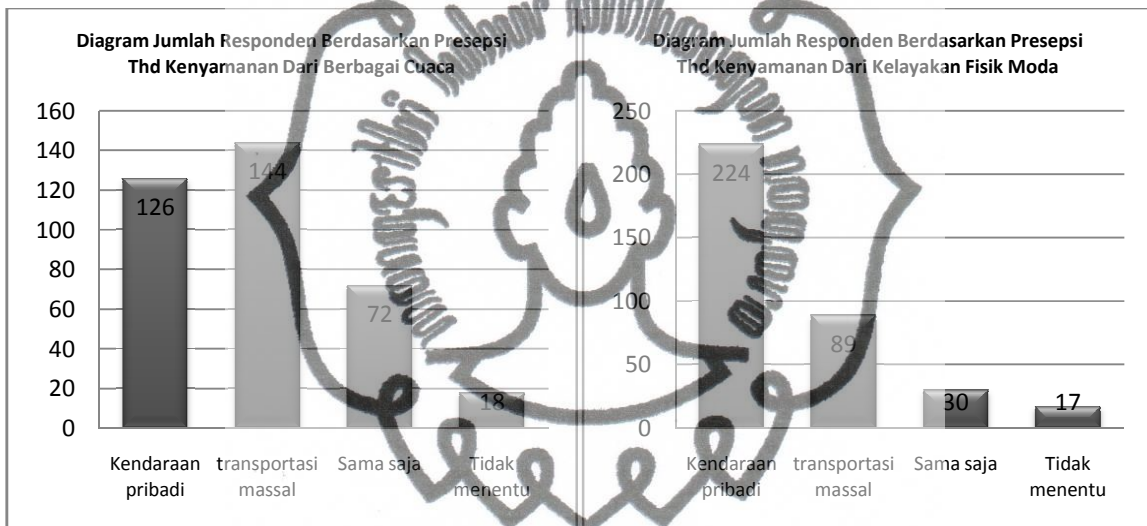 Diagram Jumlah Responden Berdasarkan Presepsi
Thd Kenyamanan Dari Berbagai Cuaca
160
140
120
100
80
60
40
20
0
126
144
72
18
Kendaraan
pribadi
transportasi
massal
Sama saja
Tidak
menentu
Diagram Jumlah Responden Berdasarkan Presepsi
Thd Kenyamanan Dari Kelayakan Fisik Moda
250
200
150
100
50
0
224
89
30
17
Kendaraan
pribadi
transportasi
massal
Sama saja
Tidak
menentu